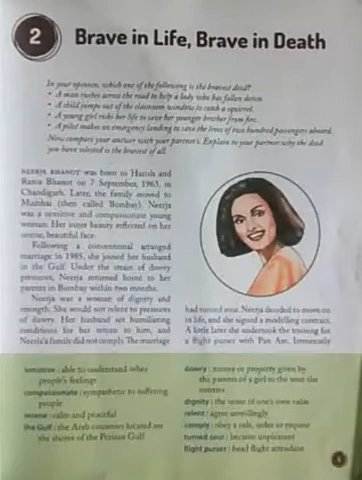 2
Brave in Life, Brave in Death
In your opinion, which one of the following is the bravest deed?
• A man rushes across the road to help a lady who has fallen down.
• A child jumps out of the classroom window to catch a squirrel.
• A young girl risks her life to save her younger brother from fire.
• A pilot makes an emergency landing to save the lives of two hundred passengers aboard.
Now compare your answer with your partner's. Explain to your partner why the deed
you have selected is the bravest of all.
NEERJA BHANOT was born to Harish and
Rama Bhanot on 7 September, 1963, in
Chandigarh. Later, the family moved to
Mumbai (then called Bombay). Neerja
was a sensitive and compassionate young
woman. Her inner beauty reflected on her
serene, beautiful face.
Following a conventional arranged
marriage in 1985, she joined her husband
in the Gulf. Under the strain of dowry
pressures, Neerja returned home to her
parents in Bombay within two months.
Neerja was a woman of dignity and
strength. She would not relent to pressures
of dowry. Her husband set humiliating
conditions for her return to him, and
Neerja's family did not comply. The marriage
had turned sour. Neerja decided to move on
in life, and she signed a modelling contract.
A little later she undertook the training for
a flight purser with Pan Am. Immensely
: able to understand other
people's feelings
compassionate : sympathetic to suffering
people
serene : calm and peaceful
the Gulf : the Arab countries located on
the shores of the Persian Gulf
dowry : money or property given by
the parents of a girl to the man she
marries
dignity : the sense of one's own value
relent : agree unwillingly
comply : obey a rule, order or request
turned sour : became unpleasant
flight purser : head flight attendant